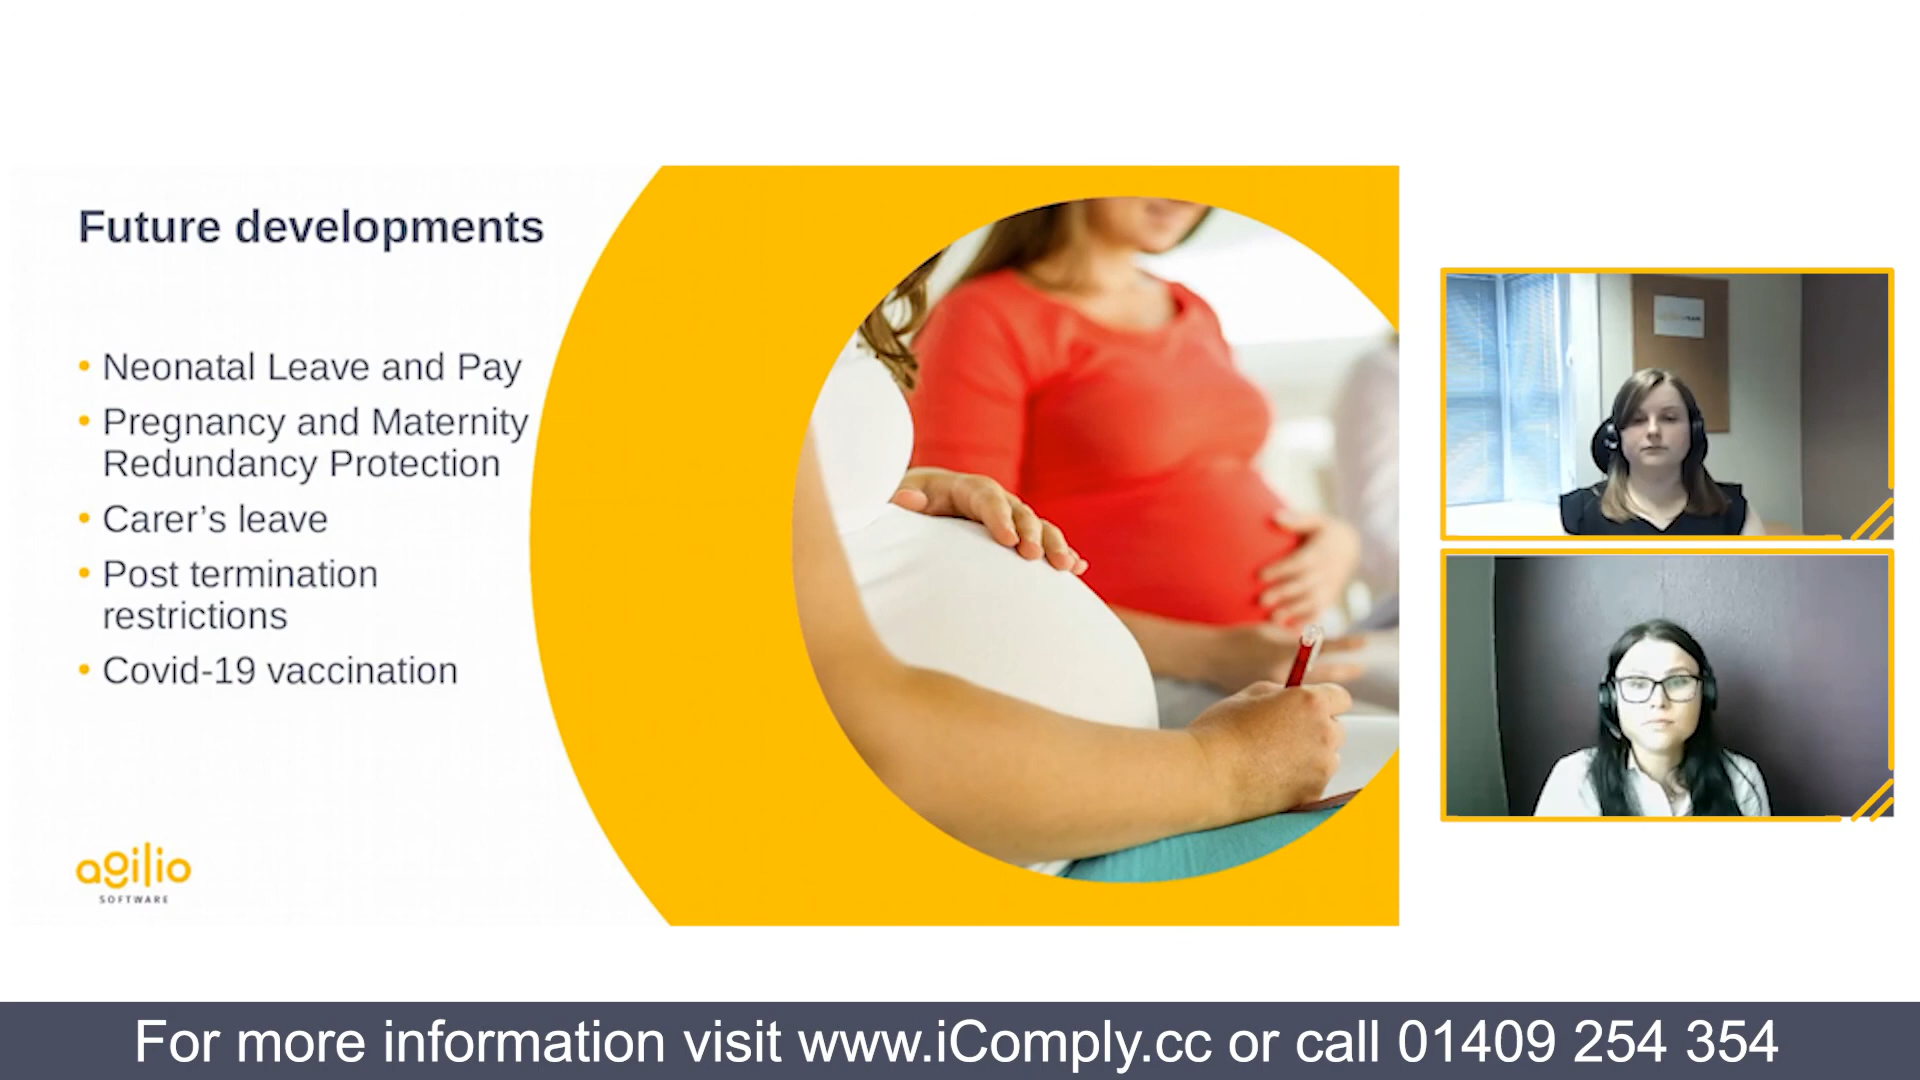 Future developments
• Neonatal Leave and Pay
• Pregnancy and Maternity
Redundancy Protection
• Carer’s leave
• Post termination
restrictions
• Covid-19 vaccination
agilio
SOFTWARE
For more information visit www.iComply.cc or call 01409 254 354